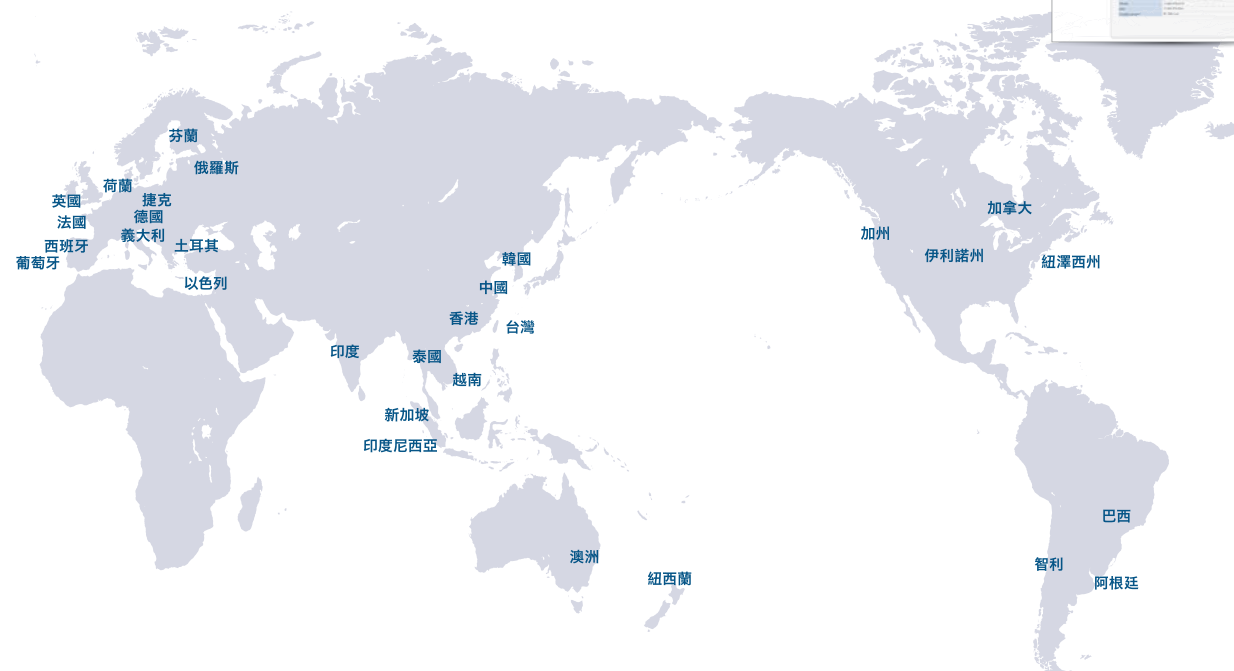 芬蘭
俄羅斯
荷蘭
英國
捷克
法國
德國
義大利
西班牙
土耳其
葡萄牙
以色列
韓國
中國
香港
台灣
印度
泰國
越南
新加坡
印度尼西亞
澳洲
紐西蘭
加拿大
加州
伊利諾州
紐澤西州
巴西
智利
阿根廷